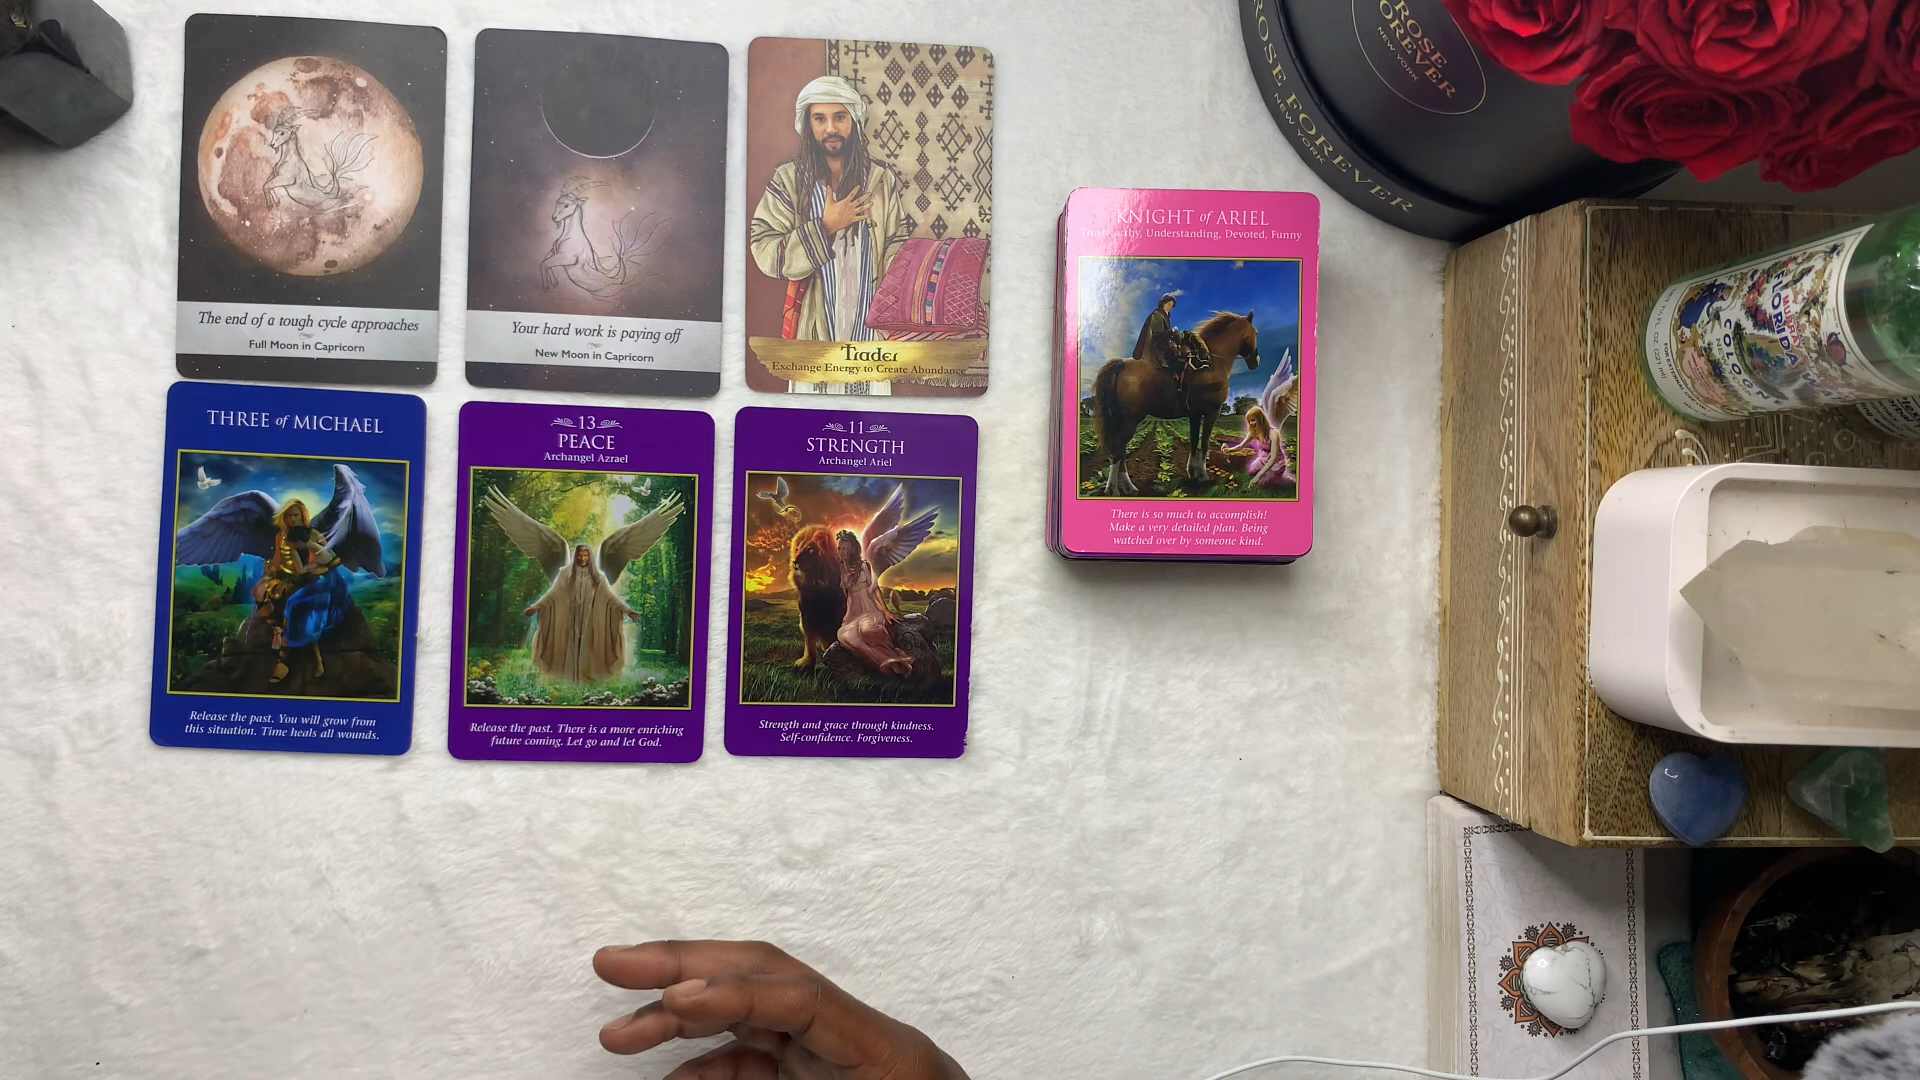 The end of a tough cycle approaches
Full Moon in Capricorn
Your hard work is paying off
New Moon in Capricorn
Trader
Exchange Energy to Create Abundance
THREE of MICHAEL
Release the past. You will grow from
this situation. Time heals all wounds.
13
PEACE
Archangel Azrael
Release the past. There is a more enriching
future coming. Let go and let God.
11
STRENGTH
Archangel Ariel
Strength and grace through kindness.
Self-confidence. Forgiveness.
KNIGHT of ARIEL
Trustworthy, Understanding, Devoted, Funny
There is so much to accomplish!
Make a very detailed plan. Being
watched over by someone kind.
ROSE
FOREVER
NEW YORK
ROSE FOREVER
NEW YORK
MURRAY
FLORIDA
COLOGNE